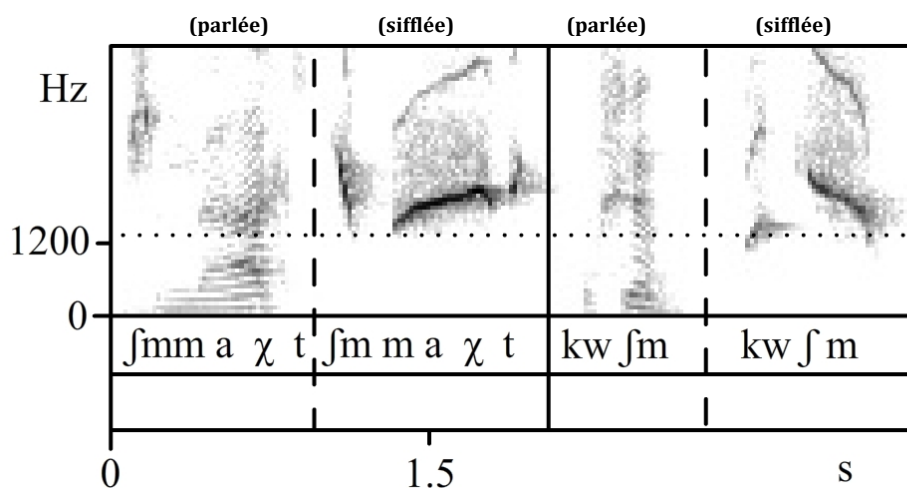 (parlée) (sifflée) (parlée) (sifflée)
Hz
1200
0
ʃmm a χ t ʃm m a χ t kw ʃm kw ʃ m
0 1.5 s